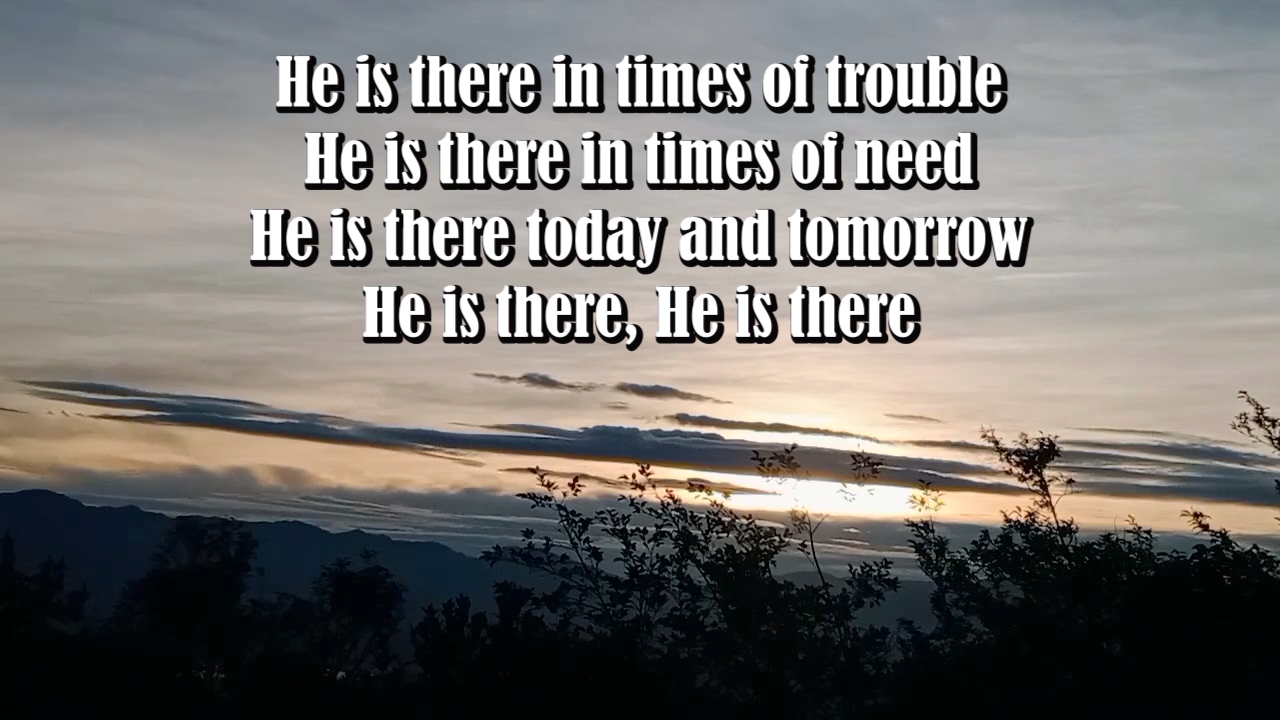 He is there in times of trouble
He is there in times of need
He is there today and tomorrow
He is there, He is there